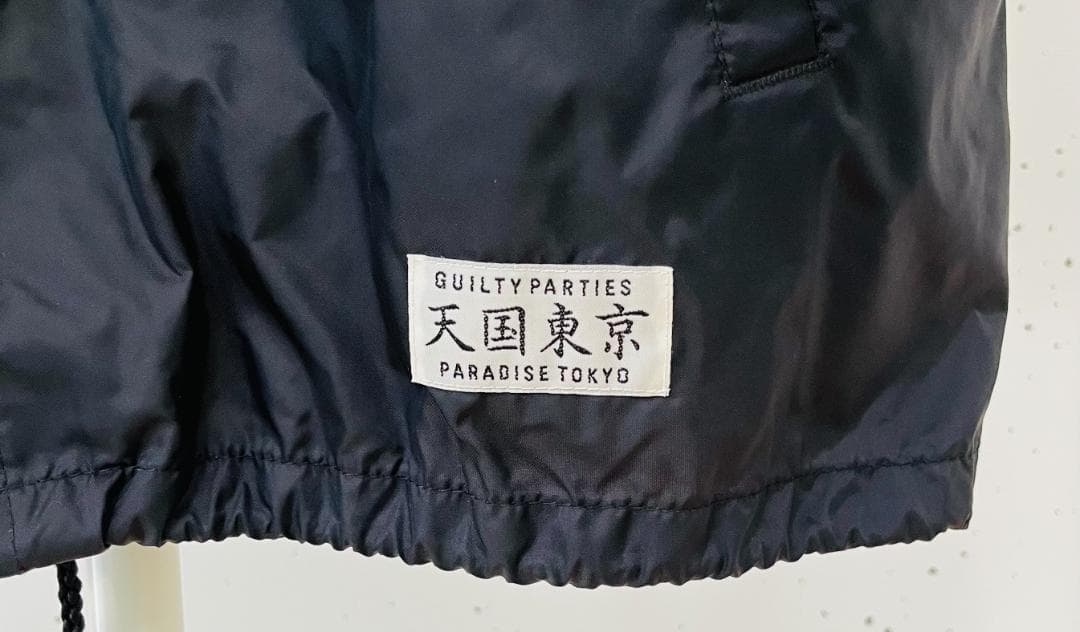 GUILTY PARTIES
天国東京
PARADISE TOKYO